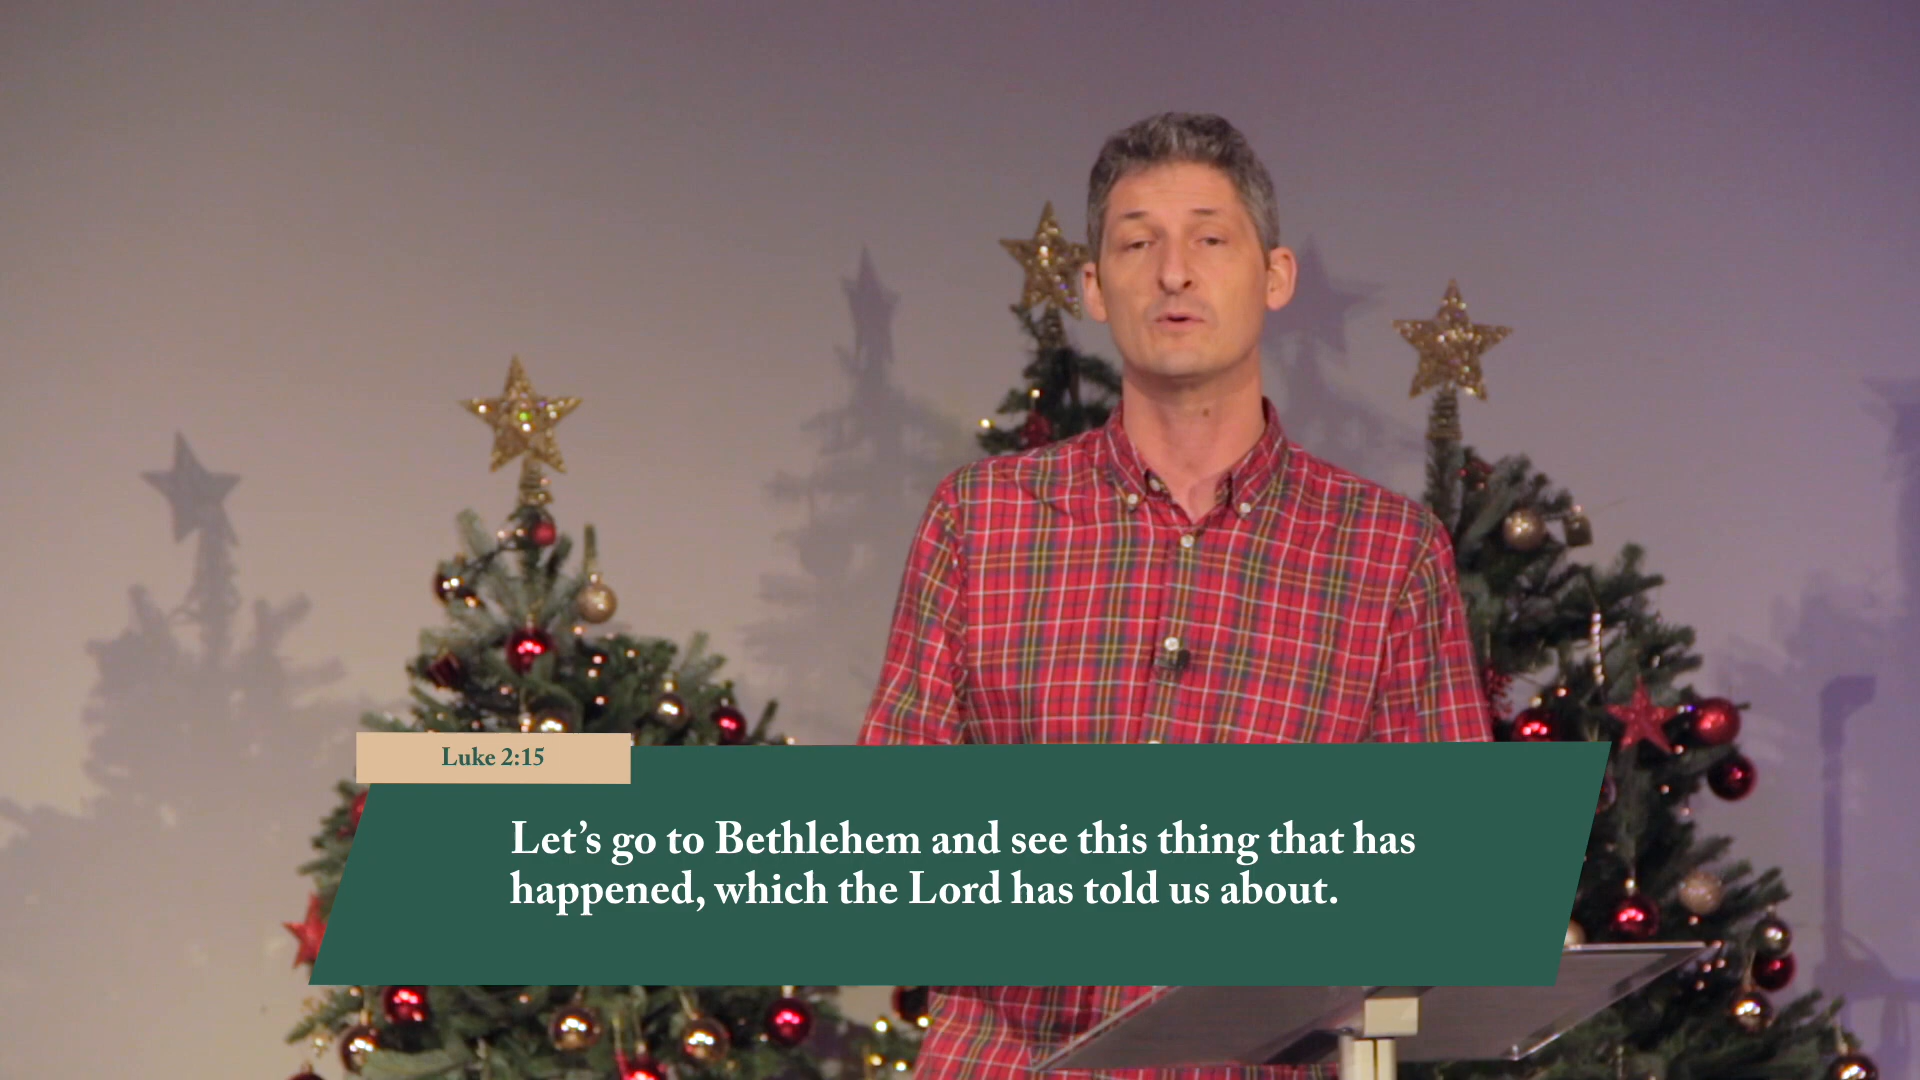 Luke 2:15
Let’s go to Bethlehem and see this thing that has
happened, which the Lord has told us about.